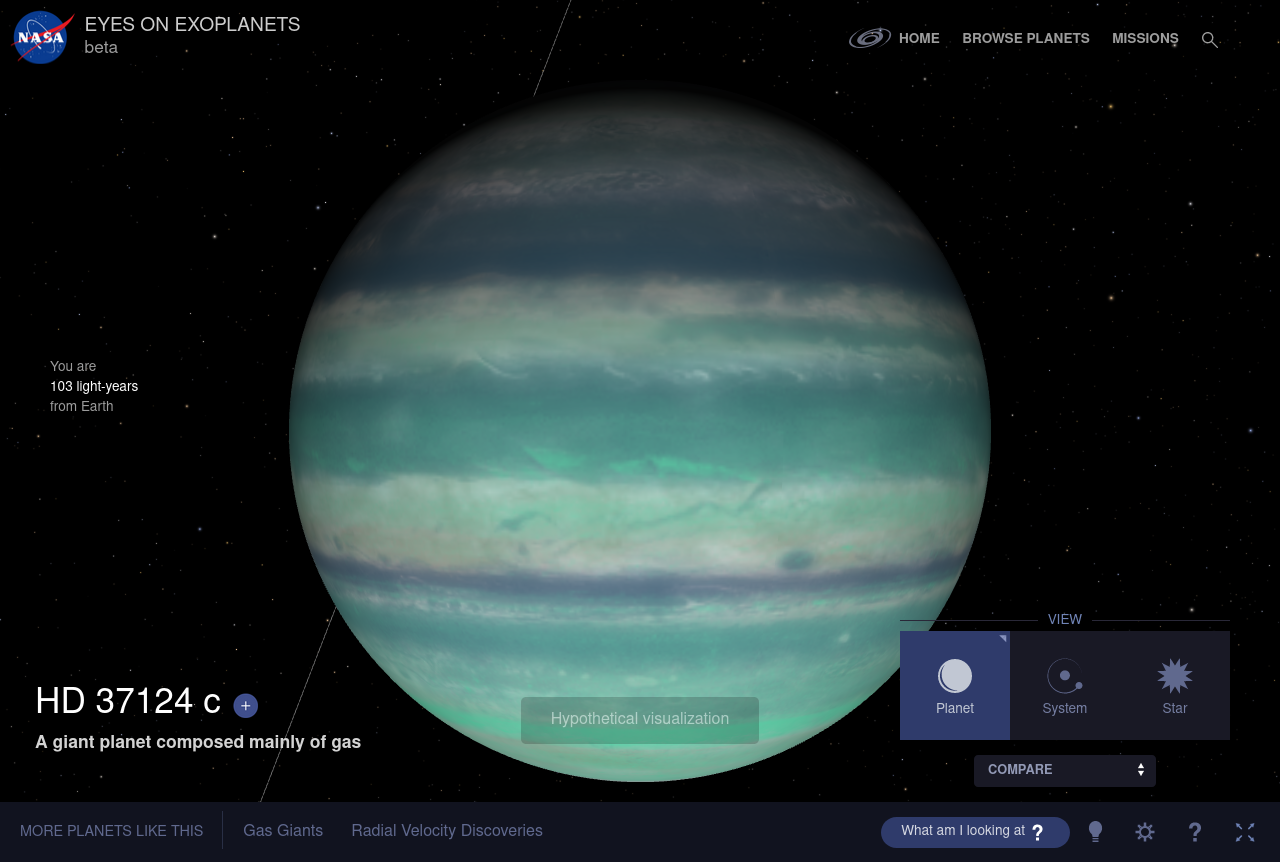 NASA
EYES ON EXOPLANETS
beta
HOME
BROWSE PLANETS
MISSIONS
You are
103 light-years
from Earth
HD 37124 c +
A giant planet composed mainly of gas
Hypothetical visualization
VIEW
Planet
System
Star
COMPARE
MORE PLANETS LIKE THIS
Gas Giants
Radial Velocity Discoveries
What am I looking at ?
?